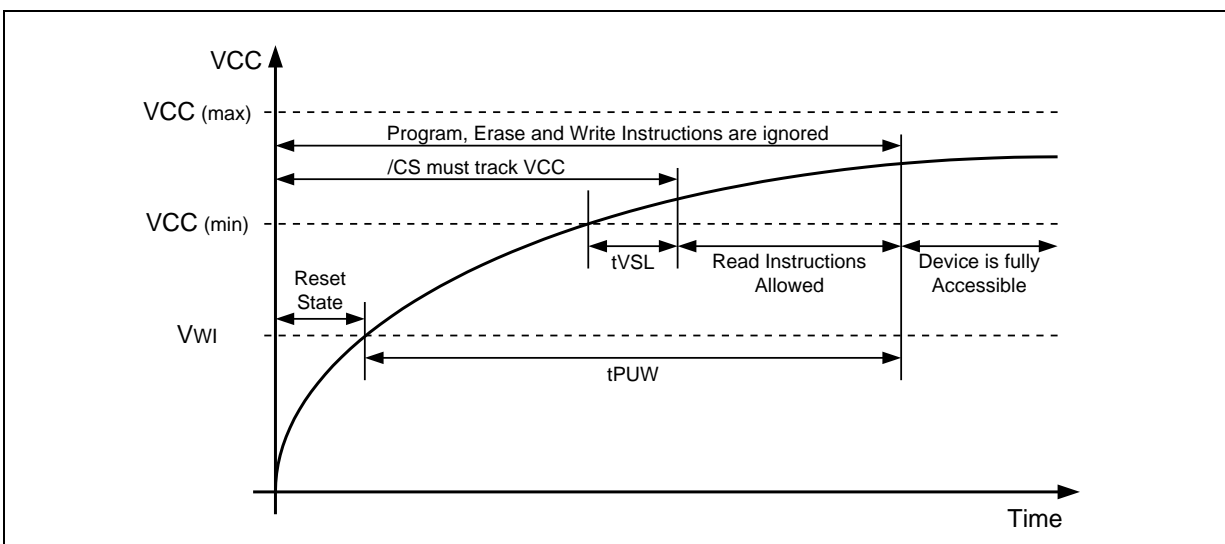 VCC
VCC (max)
Program, Erase and Write Instructions are ignored
/CS must track VCC
VCC (min)
tVSL
Read Instructions
Allowed
Device is fully
Accessible
Reset
State
VWI
tPUW
Time